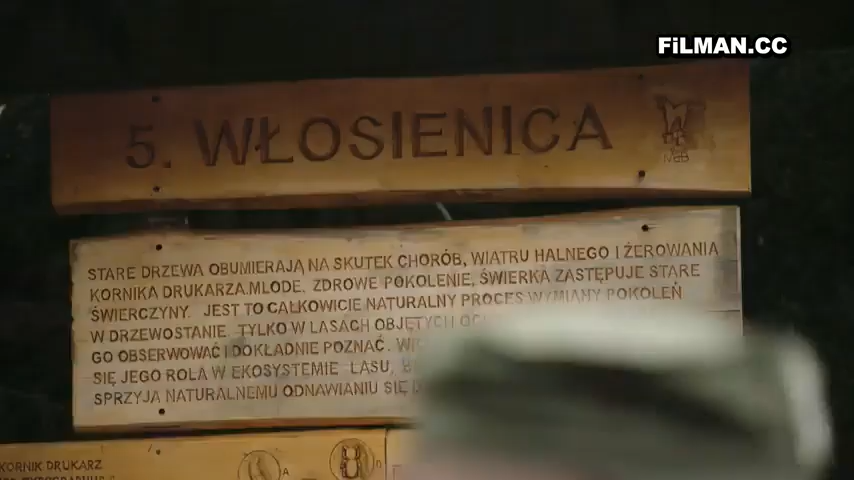 FiLMAN.CC
5. WŁOSIENICA
STARE DRZEWA OBUMIERAJĄ NA SKUTEK CHORÓB, WIATRU HALNEGO I ŻEROWANIA
KORNIKA DRUKARZA.MŁODE, ZDROWE POKOLENIE, ŚWIERKA ZASTĘPUJE STARE
ŚWIERCZYNY. JEST TO CAŁKOWICIE NATURALNY PROCES WYMIANY POKOLEŃ
W DRZEWOSTANIE. TYLKO W LASACH OBJĘTYCH
GO OBSERWOWAĆ I DOKŁADNIE POZNAĆ.
SIĘ JEGO ROLA W EKOSYSTEMIE LASU,
SPRZYJA NATURALNEMU ODNAWIANIU SIĘ
KORNIK DRUKARZ
A